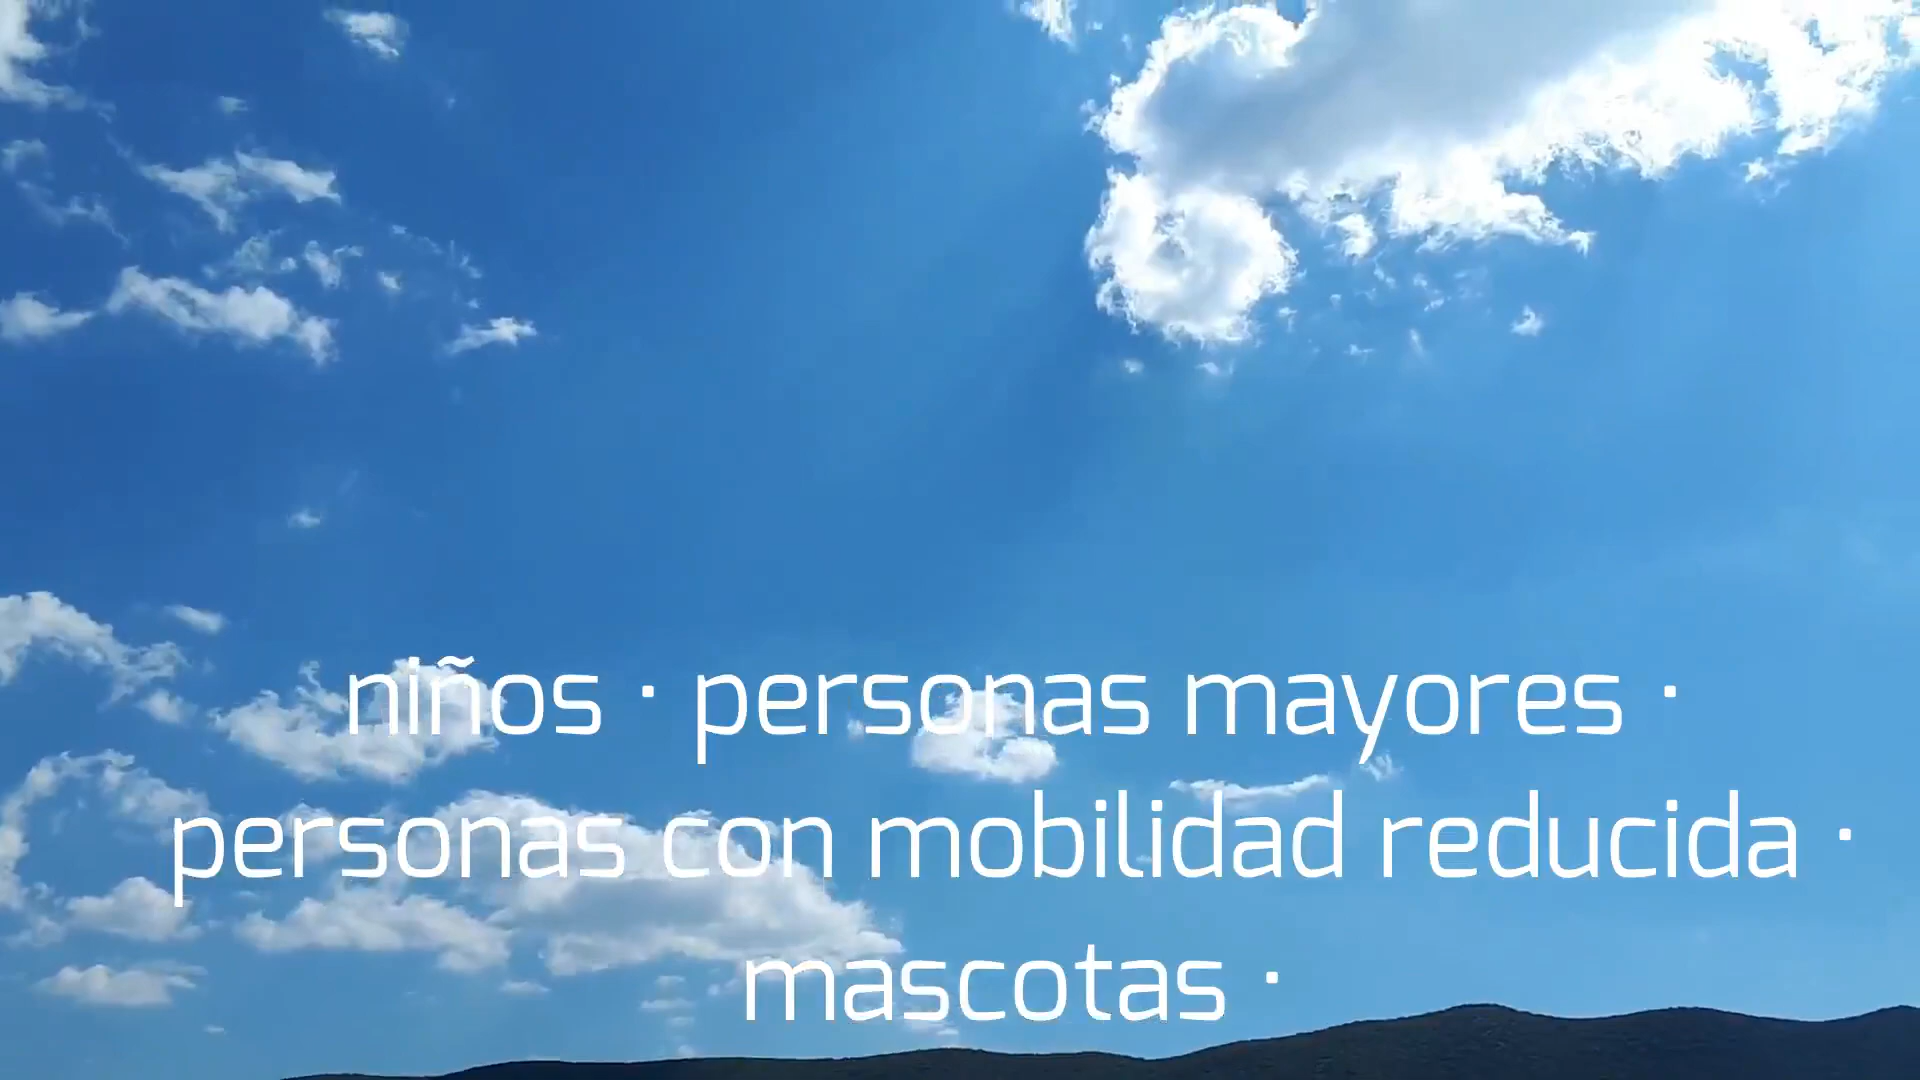 niños · personas mayores ·
personas con mobilidad reducida ·
mascotas ·